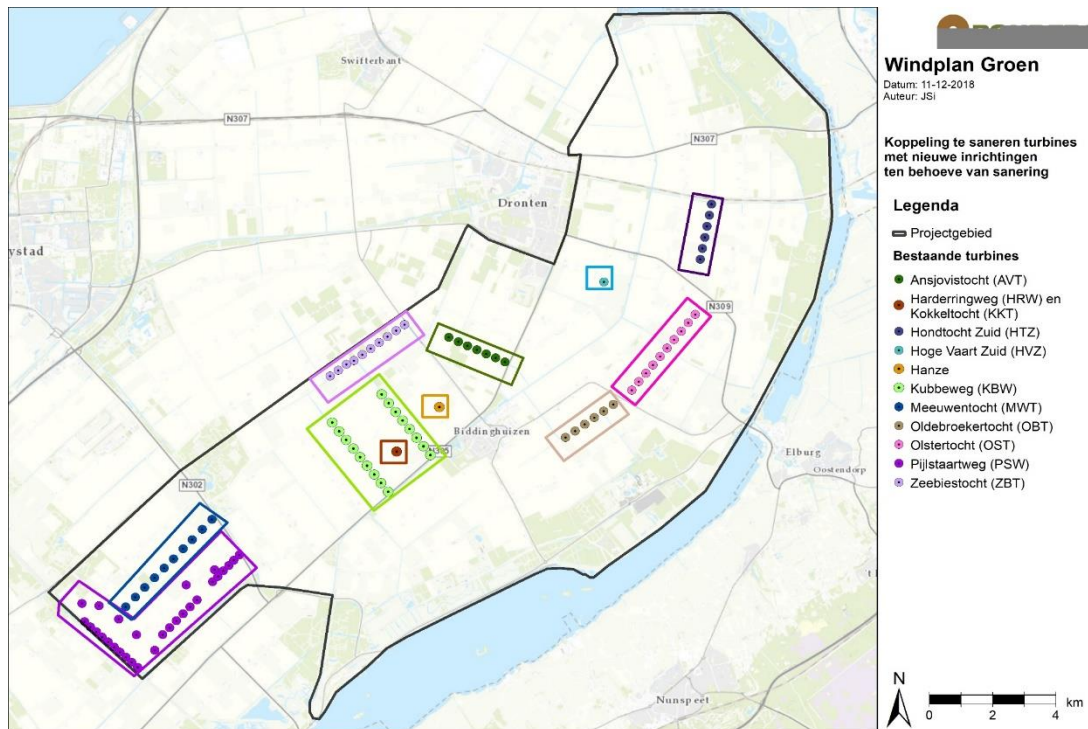 Windplan Groen
Datum: 11-12-2018
Auteur: JSi
Koppeling te saneren turbines
met nieuwe inrichtingen
ten behoeve van sanering
Legenda
Projectgebied
Bestaande turbines
Ansjovistocht (AVT)
Harderringweg (HRW) en
Kokkeltocht (KKT)
Hondtocht Zuid (HTZ)
Hoge Vaart Zuid (HVZ)
Hanze
Kubbeweg (KBW)
Meeuwentocht (MWT)
Oldebroekertocht (OBT)
Olstertocht (OST)
Pijlstaartweg (PSW)
Zeebiestocht (ZBT)
N
0 2 4 km
Swifterbant
N307
N307
Dronten
ystad
N309
Biddinghuizen
N302
Elburg
Oostendorp
Nunspeet